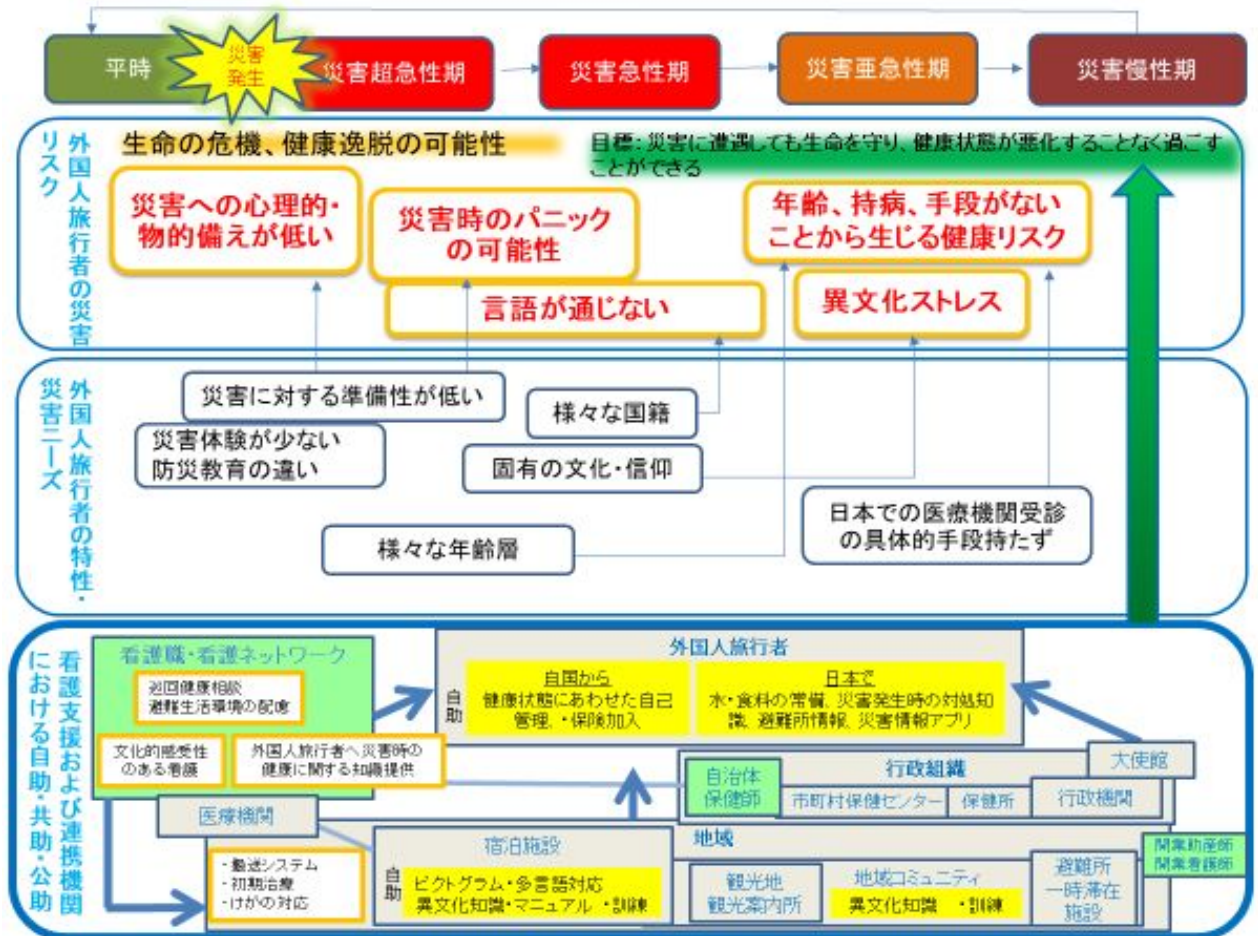 平時
災害
発生
災害超急性期
災害急性期
災害亜急性期
災害慢性期
外国人旅行者の災害
リスク
生命の危機、健康逸脱の可能性
目標:災害に遭遇しても生命を守り、健康状態が悪化することなく過ごす
ことができる
災害への心理的・
物的備えが低い
災害時のパニック
の可能性
年齢、持病、手段がない
ことから生じる健康リスク
言語が通じない
異文化ストレス
外国人旅行者の特性・
災害ニーズ
災害に対する準備性が低い
災害体験が少ない
防災教育の違い
様々な国籍
固有の文化・信仰
様々な年齢層
日本での医療機関受診
の具体的手段持たず
看護支援および連携機関
における自助・共助・公助
看護職・看護ネットワーク
巡回健康相談
避難生活環境の配慮
文化的感受性
のある看護
外国人旅行者へ災害時の
健康に関する知識提供
外国人旅行者
自助
自国から
健康状態にあわせた自己
管理、・保険加入
日本で
水・食料の常備、災害発生時の対処知
識、避難所情報、災害情報アプリ
大使館
行政組織
自治体
保健師
市町村保健センター
保健所
行政機関
医療機関
・搬送システム
・初期治療
・けがの対応
地域
宿泊施設
自助
ピクトグラム・多言語対応
異文化知識・マニュアル ・訓練
観光地
観光案内所
地域コミュニティ
異文化知識 ・訓練
避難所
一時滞在
施設
開業助産師
開業看護師